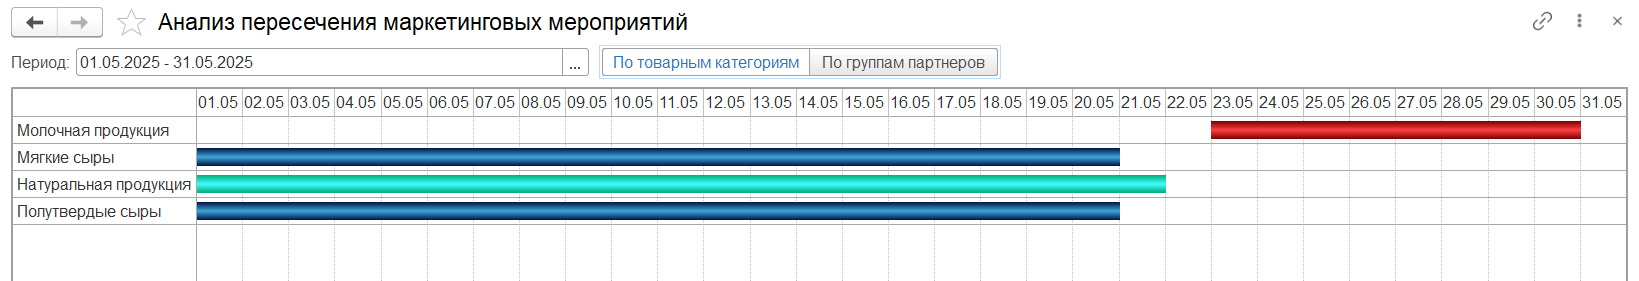 Анализ пересечения маркетинговых мероприятий
Период: 01.05.2025 - 31.05.2025 ... По товарным категориям По группам партнеров
01.05 02.05 03.05 04.05 05.05 06.05 07.05 08.05 09.05 10.05 11.05 12.05 13.05 14.05 15.05 16.05 17.05 18.05 19.05 20.05 21.05 22.05 23.05 24.05 25.05 26.05 27.05 28.05 29.05 30.05 31.05
Молочная продукция
Мягкие сыры
Натуральная продукция
Полутвердые сыры